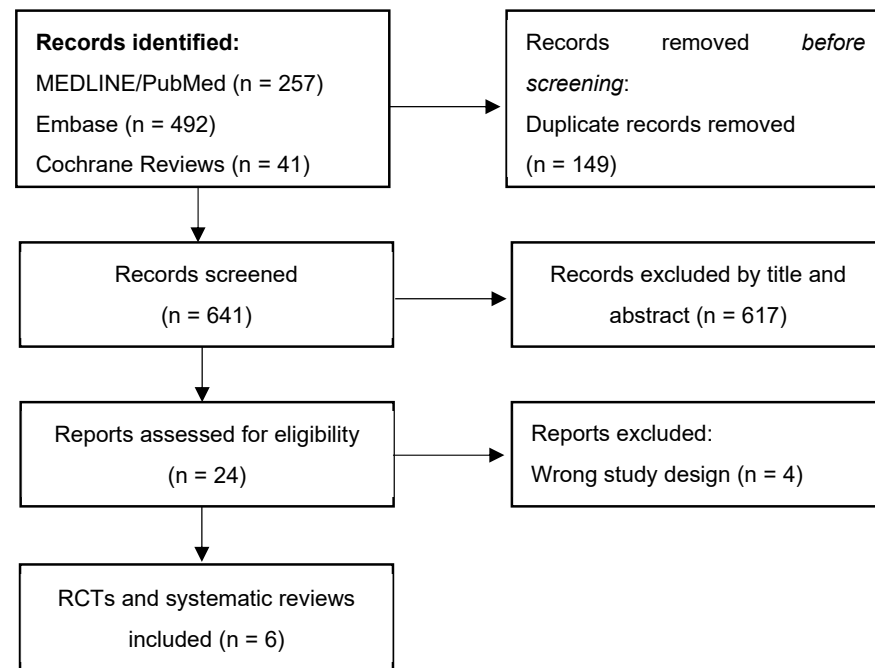 Records identified:
MEDLINE/PubMed (n = 257)
Embase (n = 492)
Cochrane Reviews (n = 41)
Records removed before
screening:
Duplicate records removed
(n = 149)
Records screened
(n = 641)
Records excluded by title and
abstract (n = 617)
Reports assessed for eligibility
(n = 24)
Reports excluded:
Wrong study design (n = 4)
RCTs and systematic reviews
included (n = 6)